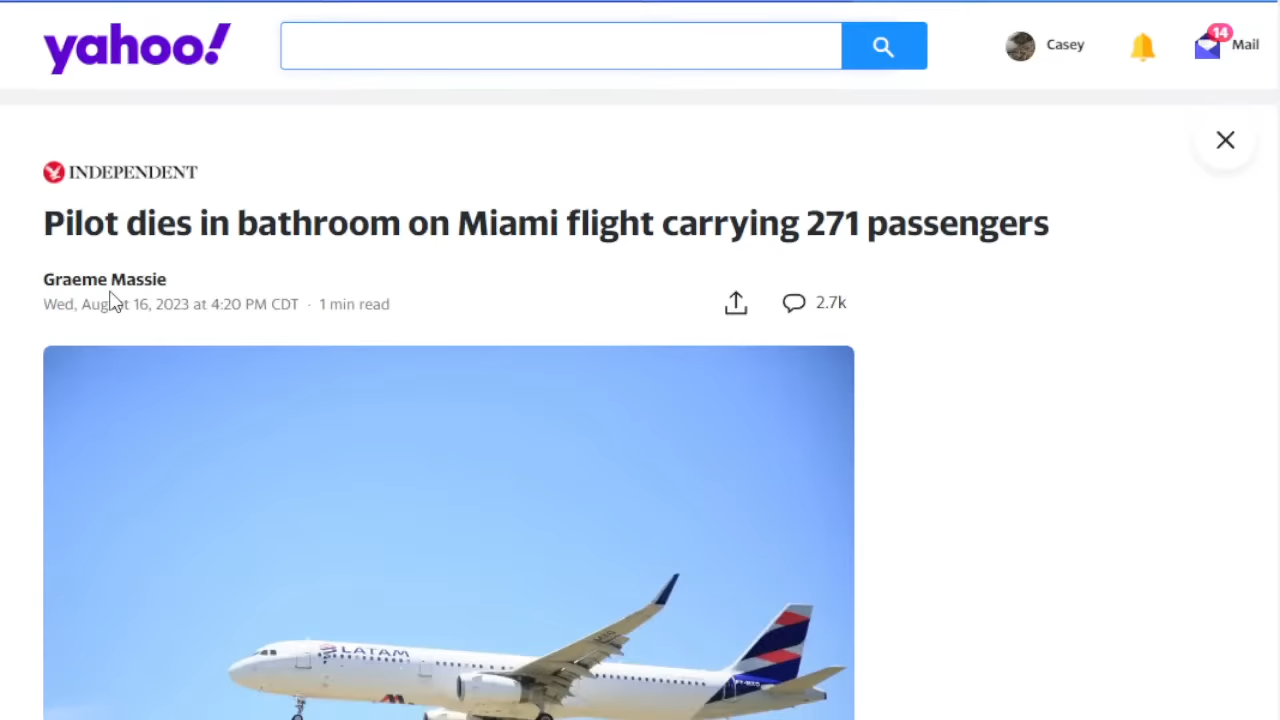 yahoo!
Casey
14
Mail
INDEPENDENT
Pilot dies in bathroom on Miami flight carrying 271 passengers
Graeme Massie
Wed, August 16, 2023 at 4:20 PM CDT · 1 min read
2.7k
LATAM